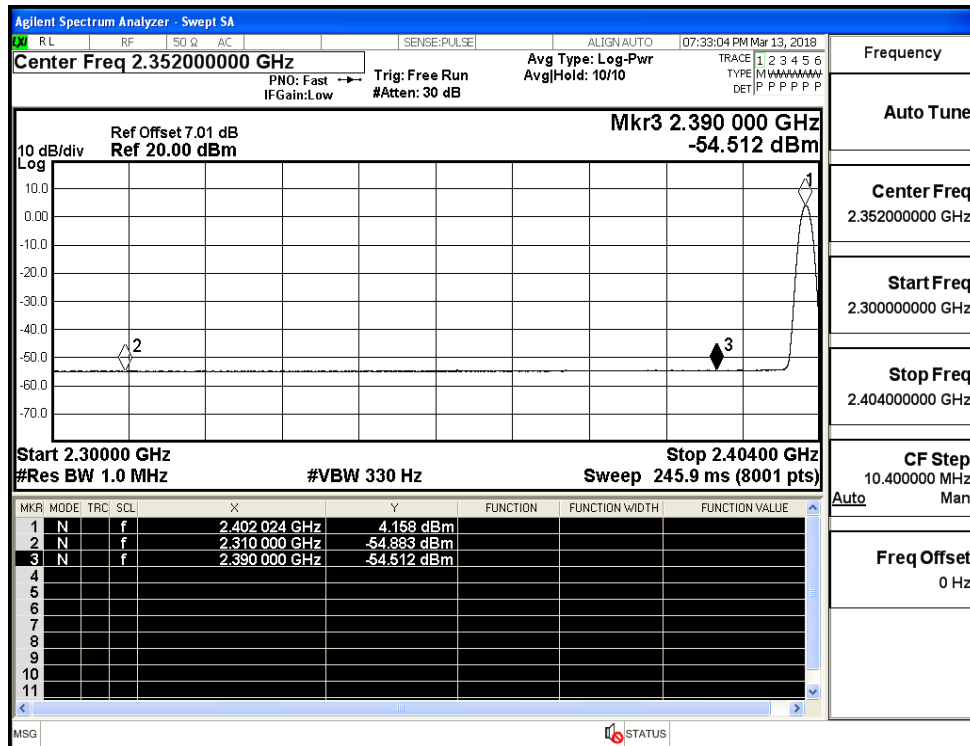 Agilent Spectrum Analyzer - Swept SA
LXI RL RF 50 Ω AC SENSE:PULSE ALIGN AUTO 07:33:04 PM Mar 13, 2018
Center Freq 2.352000000 GHz
PNO: Fast
IFGain:Low
Trig: Free Run
#Atten: 30 dB
Avg Type: Log-Pwr
Avg|Hold: 10/10
TRACE 1 2 3 4 5 6
TYPE MWWWWW
DET P P P P P P
Ref Offset 7.01 dB
10 dB/div Ref 20.00 dBm
Log
Mkr3 2.390 000 GHz
-54.512 dBm
10.0
0.00
-10.0
-20.0
-30.0
-40.0
-50.0
-60.0
-70.0
1
2
3
Start 2.30000 GHz Stop 2.40400 GHz
#Res BW 1.0 MHz #VBW 330 Hz Sweep 245.9 ms (8001 pts)
MKR MODE TRC SCL X Y FUNCTION FUNCTION WIDTH FUNCTION VALUE
1 N f 2.402 024 GHz 4.158 dBm
2 N f 2.310 000 GHz -54.883 dBm
3 N f 2.390 000 GHz -54.512 dBm
4
5
6
7
8
9
10
11
MSG STATUS
Frequency
Auto Tune
Center Freq
2.352000000 GHz
Start Freq
2.300000000 GHz
Stop Freq
2.404000000 GHz
CF Step
10.400000 MHz
Auto Man
Freq Offset
0 Hz